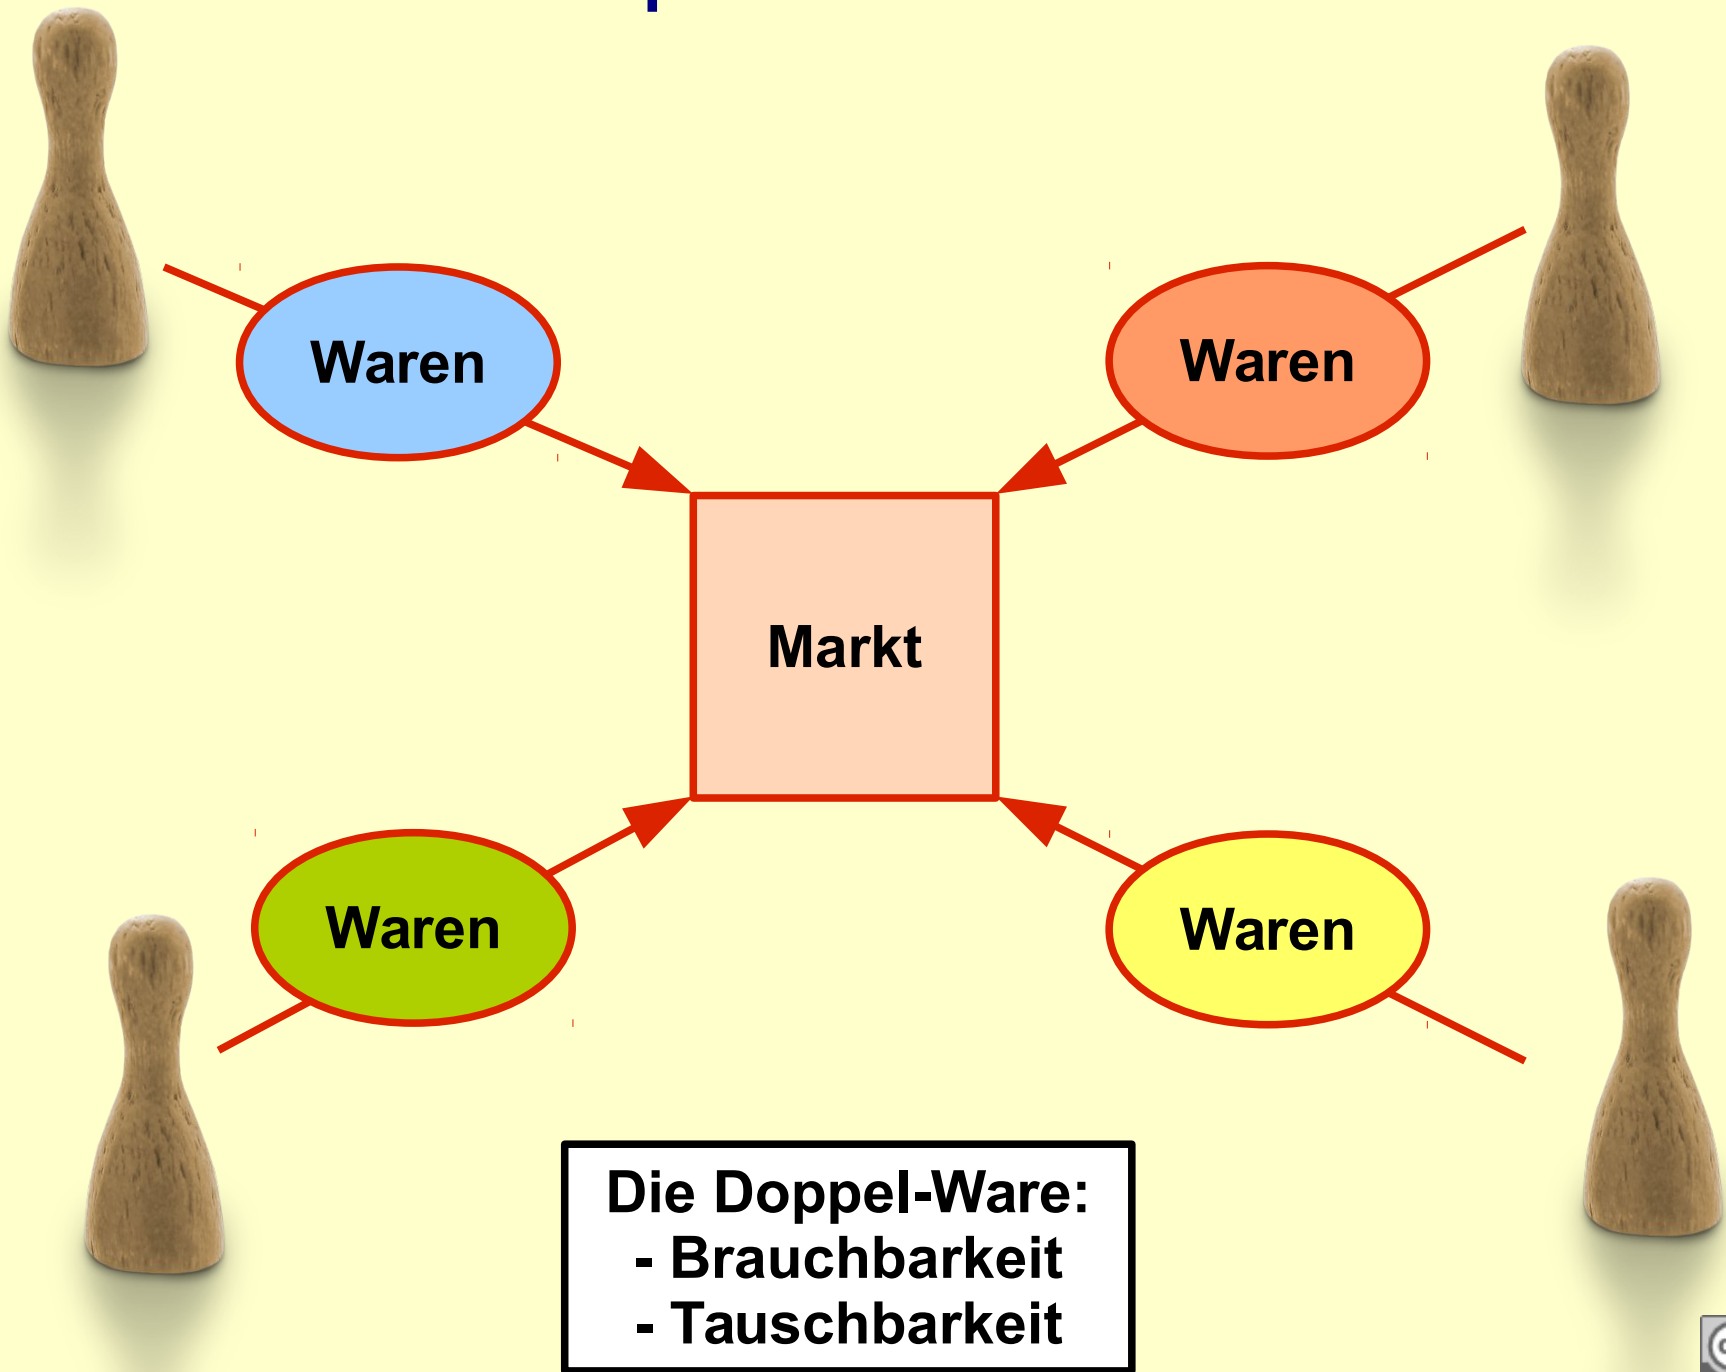 Waren
Waren
Markt
Waren
Waren
Die Doppel-Ware:
- Brauchbarkeit
- Tauschbarkeit